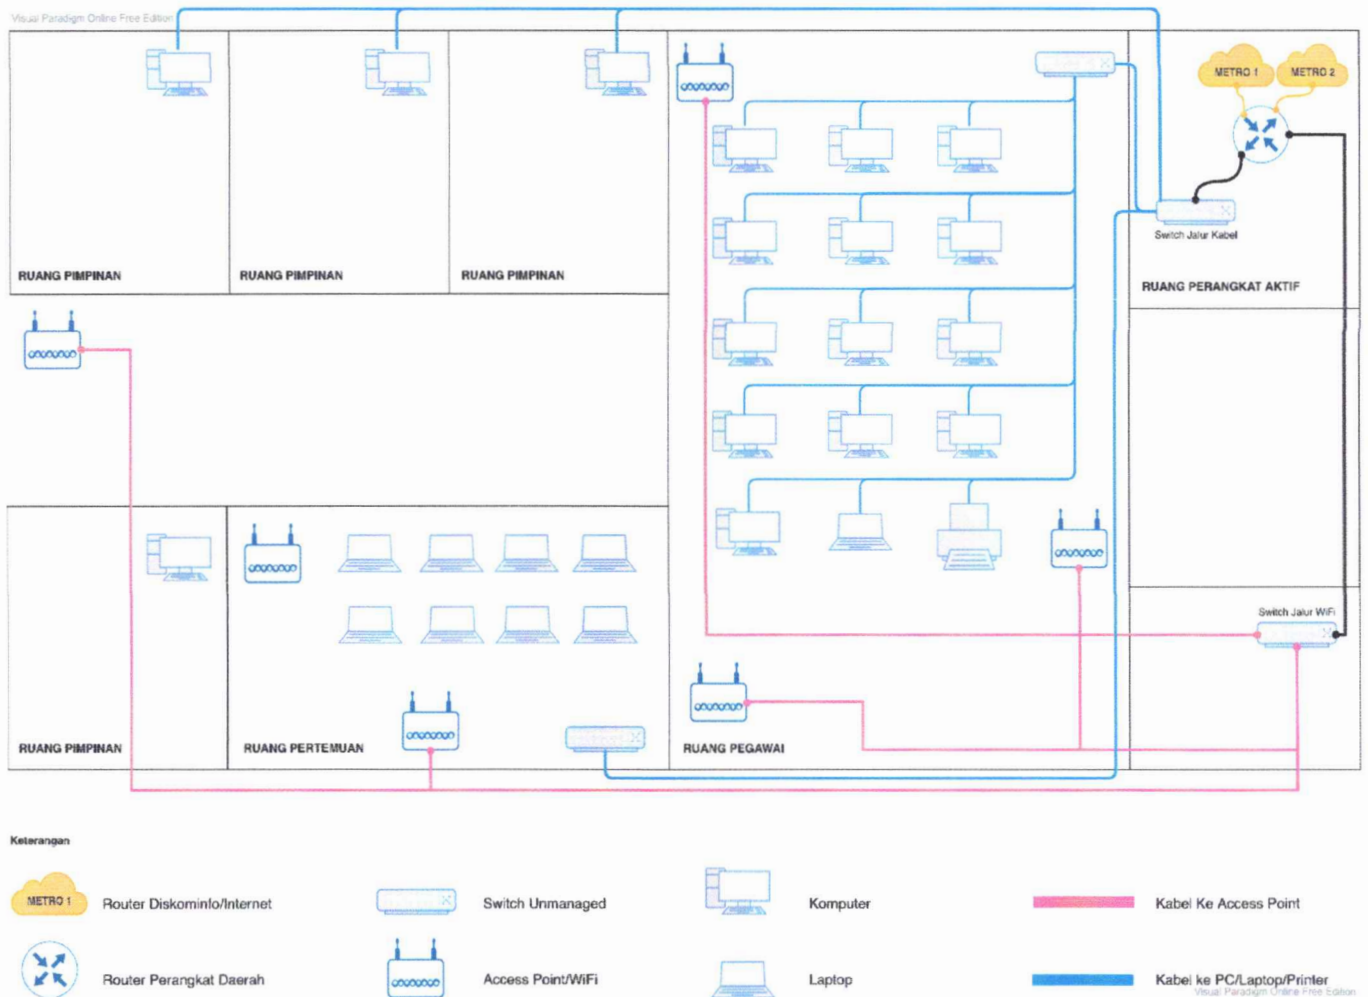 Visual Paradigm Online Free Edition
METRO 1
METRO 2
Switch Jalur Kabel
RUANG PIMPINAN
RUANG PIMPINAN
RUANG PIMPINAN
RUANG PERANGKAT AKTIF
Switch Jalur WiFi
RUANG PIMPINAN
RUANG PERTEMUAN
RUANG PEGAWAI
Keterangan
METRO 1
Router Diskominfo/Internet
Switch Unmanaged
Komputer
Kabel Ke Access Point
Router Perangkat Daerah
Access Point/WiFi
Laptop
Kabel ke PC/Laptop/Printer
Visual Paradigm Online Free Edition